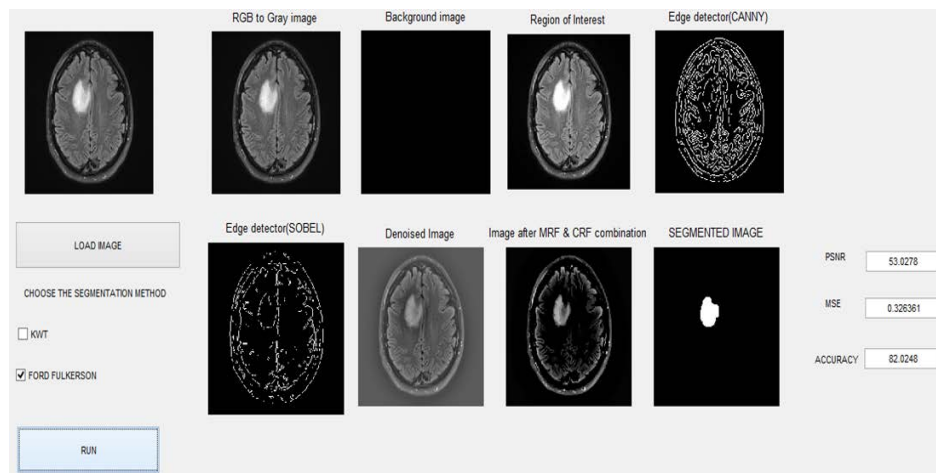 RGB to Gray image
Background image
Region of Interest
Edge detector(CANNY)
LOAD IMAGE
CHOOSE THE SEGMENTATION METHOD
KWT
FORD FULKERSON
RUN
Edge detector(SOBEL)
Denoised Image
Image after MRF & CRF combination
SEGMENTED IMAGE
PSNR
53.0278
MSE
0.326361
ACCURACY
82.0248